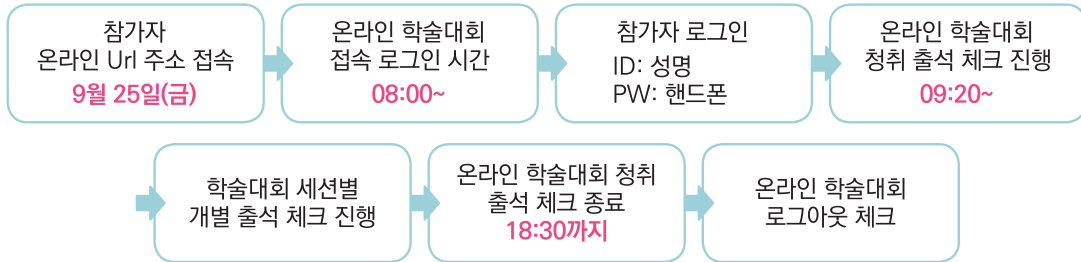 참가자
온라인 Url 주소 접속
9월 25일(금)
온라인 학술대회
접속 로그인 시간
08:00~
참가자 로그인
ID: 성명
PW: 핸드폰
온라인 학술대회
청취 출석 체크 진행
09:20~
학술대회 세션별
개별 출석 체크 진행
온라인 학술대회 청취
출석 체크 종료
18:30까지
온라인 학술대회
로그아웃 체크